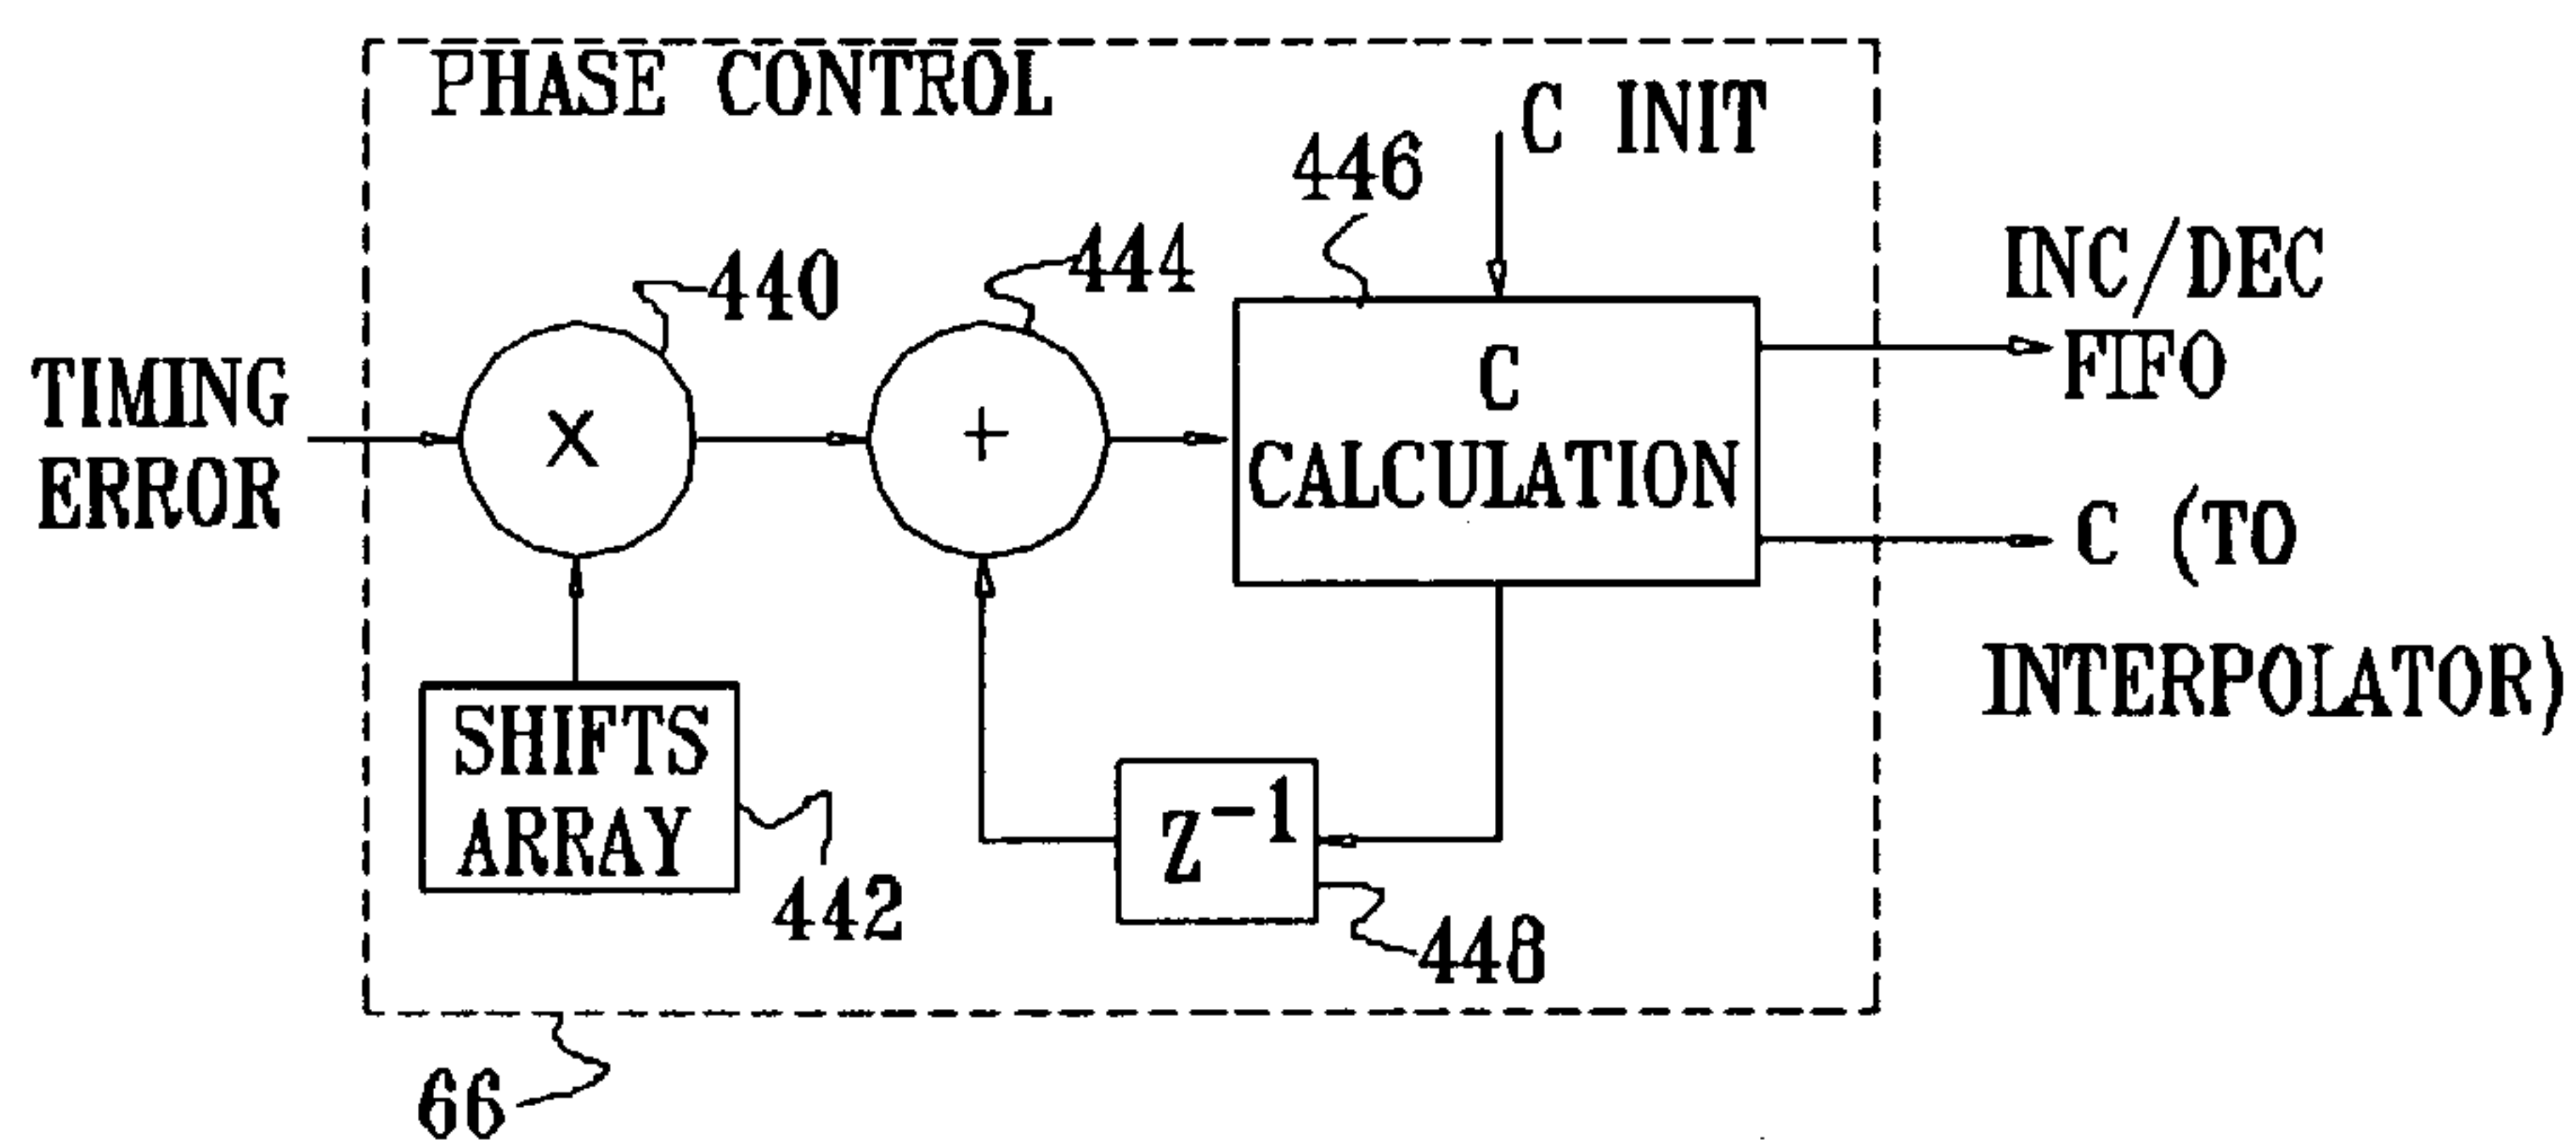 PHASE CONTROL
C INIT
446
440
444
INC/DEC
FIFO
TIMING
ERROR
X
+
C
CALCULATION
C (TO
INTERPOLATOR)
SHIFTS
ARRAY
Z⁻¹
442
448
66